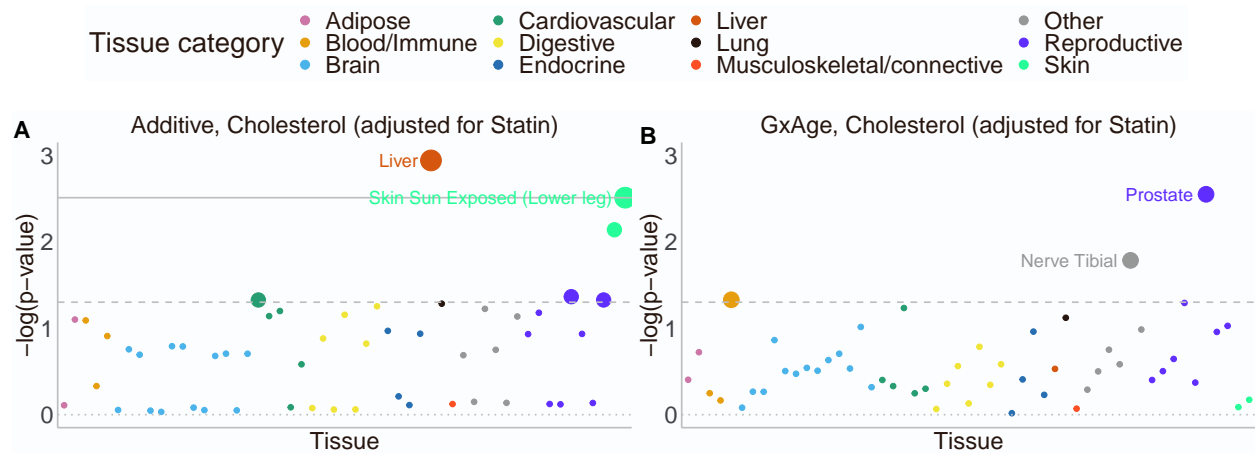 Tissue category
Adipose
Blood/Immune
Brain
Cardiovascular
Digestive
Endocrine
Liver
Lung
Musculoskeletal/connective
Other
Reproductive
Skin
A
Additive, Cholesterol (adjusted for Statin)
−log(p−value)
3
2
1
0
Liver
Skin Sun Exposed (Lower leg)
Tissue
B
GxAge, Cholesterol (adjusted for Statin)
−log(p−value)
3
2
1
0
Prostate
Nerve Tibial
Tissue